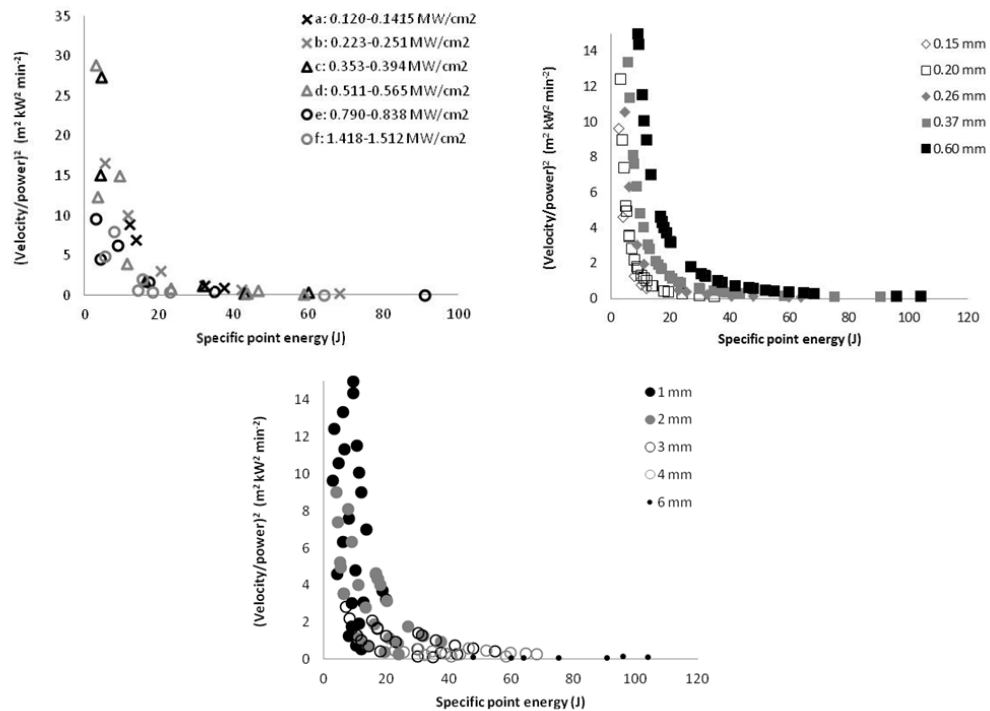 35
30
25
20
15
10
5
0
0 20 40 60 80 100
(Velocity/power)² (m² kW² min⁻²)
Specific point energy (J)
a: 0.120-0.1415 MW/cm2
b: 0.223-0.251 MW/cm2
c: 0.353-0.394 MW/cm2
d: 0.511-0.565 MW/cm2
e: 0.790-0.838 MW/cm2
f: 1.418-1.512 MW/cm2
14
12
10
8
6
4
2
0
0 20 40 60 80 100 120
(Velocity/power)² (m² kW² min⁻²)
Specific point energy (J)
0.15 mm
0.20 mm
0.26 mm
0.37 mm
0.60 mm
14
12
10
8
6
4
2
0
0 20 40 60 80 100 120
(Velocity/power)² (m² kW² min⁻²)
Specific point energy (J)
1 mm
2 mm
3 mm
4 mm
6 mm